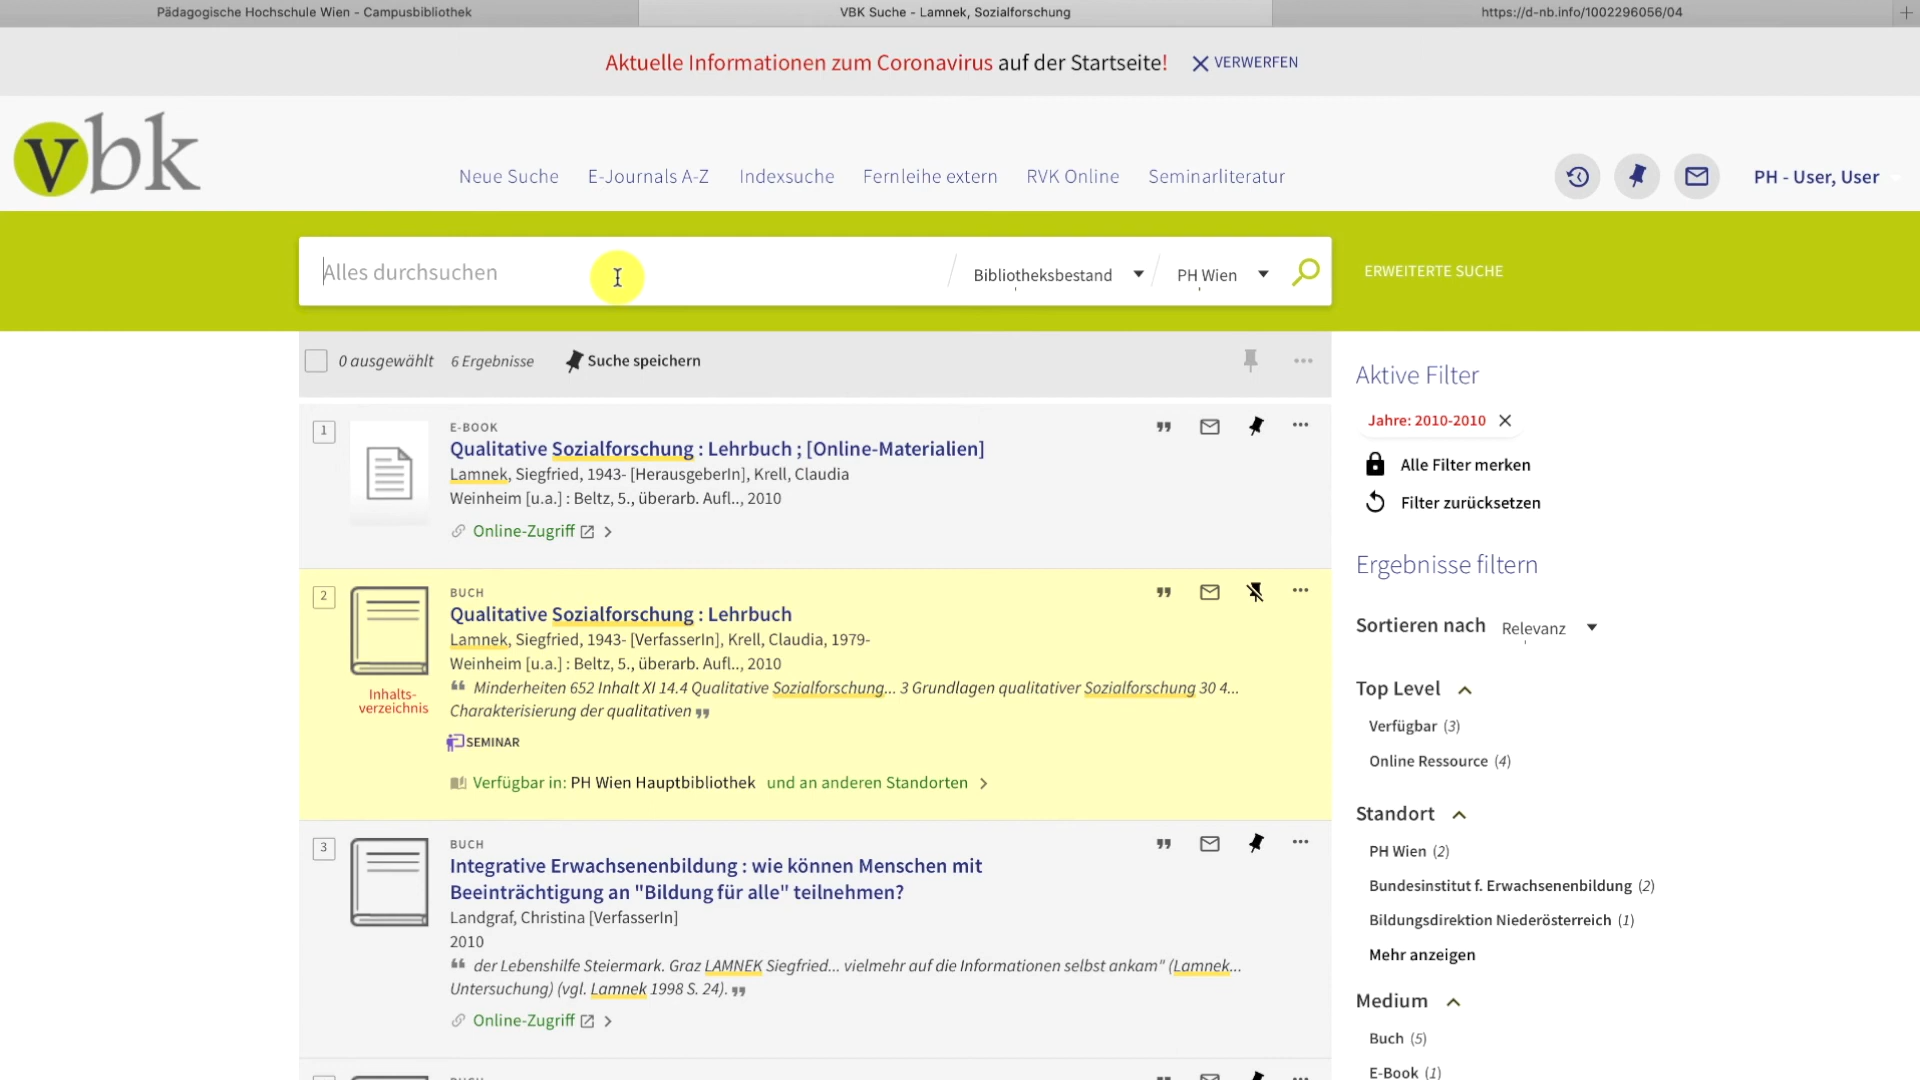 Pädagogische Hochschule Wien - Campusbibliothek
VBK Suche - Lamnek, Sozialforschung
https://d-nb.info/1002296056/04
Aktuelle Informationen zum Coronavirus auf der Startseite!
VERWERFEN
vbk
Neue Suche
E-Journals A-Z
Indexsuche
Fernleihe extern
RVK Online
Seminarliteratur
PH - User, User
Alles durchsuchen
Bibliotheksbestand
PH Wien
ERWEITERTE SUCHE
0 ausgewählt
6 Ergebnisse
Suche speichern
1
E-BOOK
Qualitative Sozialforschung : Lehrbuch ; [Online-Materialien]
Lamnek, Siegfried, 1943- [HerausgeberIn], Krell, Claudia
Weinheim [u.a.] : Beltz, 5., überarb. Aufl.., 2010
Online-Zugriff
2
Inhalts-
verzeichnis
BUCH
Qualitative Sozialforschung : Lehrbuch
Lamnek, Siegfried, 1943- [VerfasserIn], Krell, Claudia, 1979-
Weinheim [u.a.] : Beltz, 5., überarb. Aufl.., 2010
Minderheiten 652 Inhalt XI 14.4 Qualitative Sozialforschung... 3 Grundlagen qualitativer Sozialforschung 30 4...
Charakterisierung der qualitativen
SEMINAR
Verfügbar in: PH Wien Hauptbibliothek und an anderen Standorten
3
BUCH
Integrative Erwachsenenbildung : wie können Menschen mit
Beeinträchtigung an "Bildung für alle" teilnehmen?
Landgraf, Christina [VerfasserIn]
2010
der Lebenshilfe Steiermark. Graz LAMNEK Siegfried... vielmehr auf die Informationen selbst ankam" (Lamnek...
Untersuchung) (vgl. Lamnek 1998 S. 24).
Online-Zugriff
Aktive Filter
Jahre: 2010-2010
Alle Filter merken
Filter zurücksetzen
Ergebnisse filtern
Sortieren nach Relevanz
Top Level
Verfügbar (3)
Online Ressource (4)
Standort
PH Wien (2)
Bundesinstitut f. Erwachsenenbildung (2)
Bildungsdirektion Niederösterreich (1)
Mehr anzeigen
Medium
Buch (5)
E-Book (1)